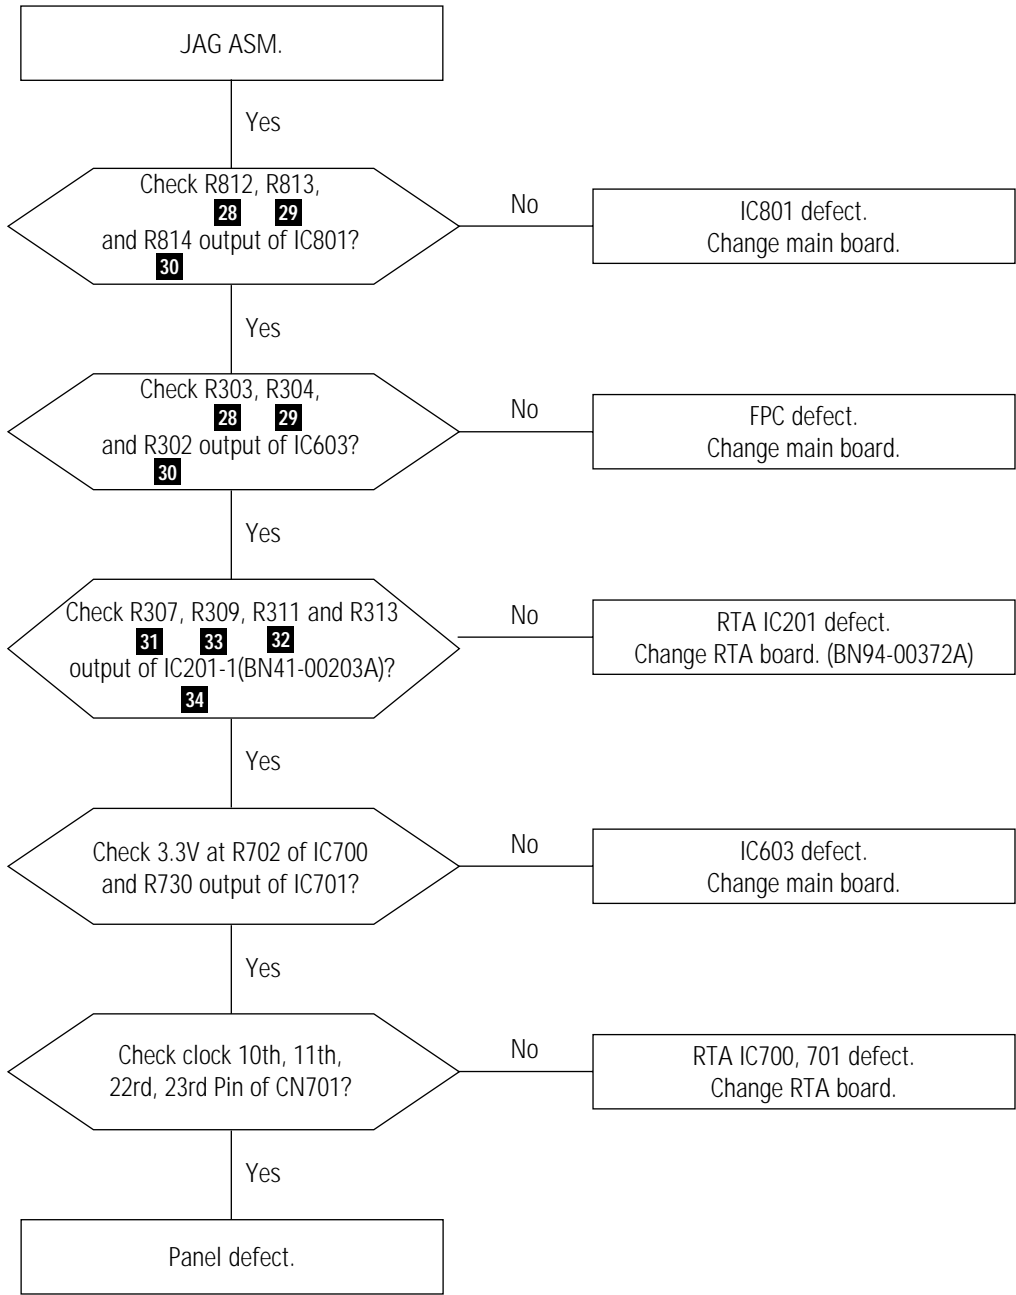 JAG ASM.
Yes
Check R812, R813,
28 29
and R814 output of IC801?
30
No
IC801 defect.
Change main board.
Yes
Check R303, R304,
28 29
and R302 output of IC603?
30
No
FPC defect.
Change main board.
Yes
Check R307, R309, R311 and R313
31 33 32
output of IC201-1(BN41-00203A)?
34
No
RTA IC201 defect.
Change RTA board. (BN94-00372A)
Yes
Check 3.3V at R702 of IC700
and R730 output of IC701?
No
IC603 defect.
Change main board.
Yes
Check clock 10th, 11th,
22rd, 23rd Pin of CN701?
No
RTA IC700, 701 defect.
Change RTA board.
Yes
Panel defect.